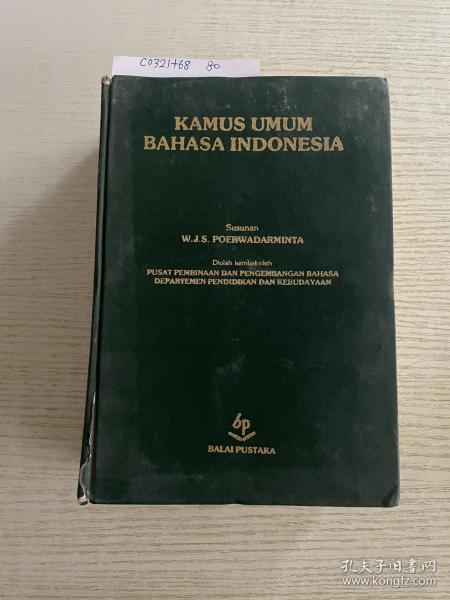 C0321468 80
KAMUS UMUM
BAHASA INDONESIA
Susunan
W.J.S. POERWADARMINTA
Diolah kembali oleh
PUSAT PEMBINAAN DAN PENGEMBANGAN BAHASA
DEPARTEMEN PENDIDIKAN DAN KEBUDAYAAN
bp
BALAI PUSTAKA
孔夫子旧书网
www.kongfz.com